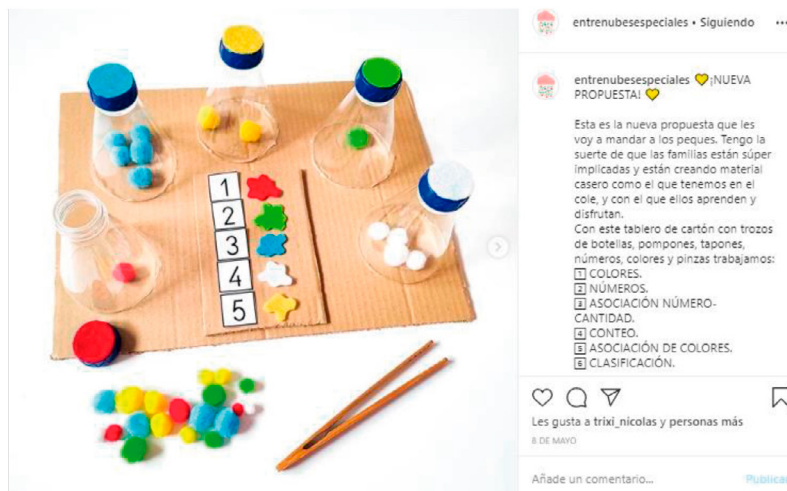 entrenubesespeciales • Siguiendo
entrenubesespeciales 💛¡NUEVA
PROPUESTA! 💛
Esta es la nueva propuesta que les
voy a mandar a los peques. Tengo la
suerte de que las familias están súper
implicadas y están creando material
casero como el que tenemos en el
cole, y con el que ellos aprenden y
disfrutan.
Con este tablero de cartón con trozos
de botellas, pompones, tapones,
números, colores y pinzas trabajamos:
1 COLORES.
2 NÚMEROS.
3 ASOCIACIÓN NÚMERO-
CANTIDAD.
4 CONTEO.
5 ASOCIACIÓN DE COLORES.
6 CLASIFICACIÓN.
Les gusta a trixi_nicolas y personas más
8 DE MAYO
Añade un comentario...
Publicar
1
2
3
4
5